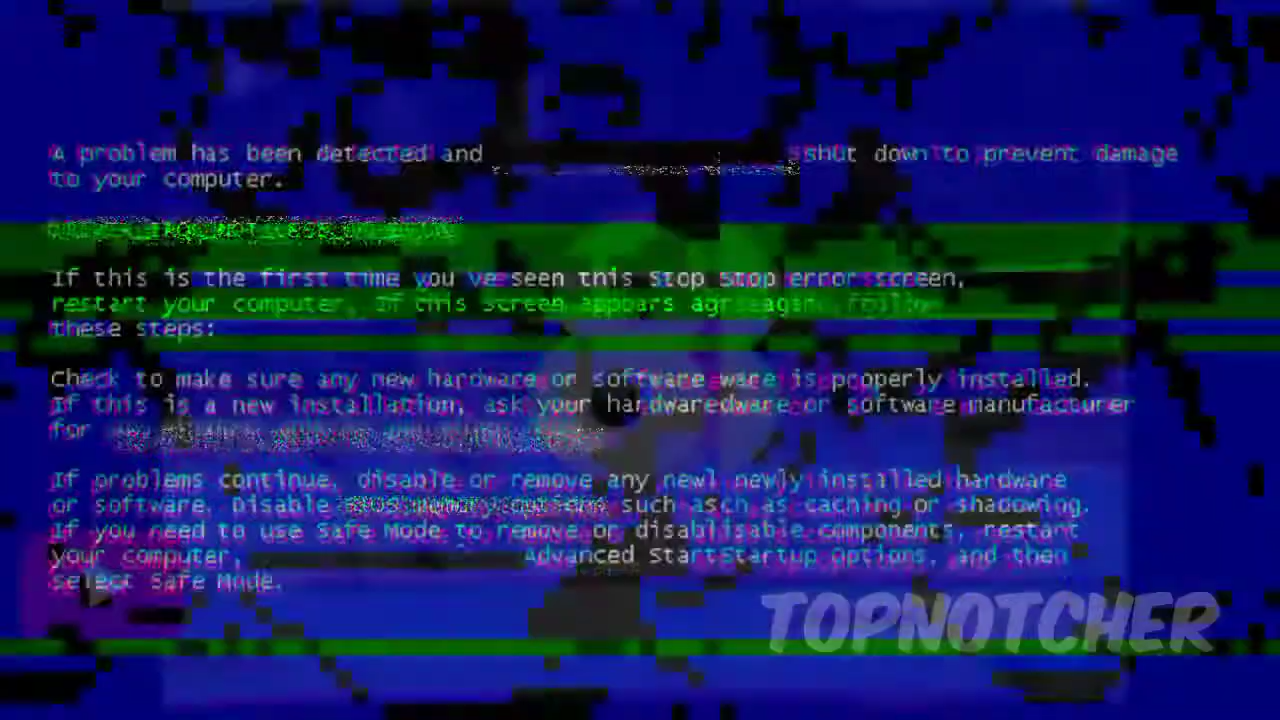 A problem has been detected and shut down to prevent damage
to your computer.
If this is the first time you ve seen this Stop Stop error screen,
restart your computer, If this screen appears
these steps:
Check to make sure any new hardware or software ware is properly installed.
If this is a new installation, ask your hardwaredware or software manufacturer
for
If problems continue, disable or remove any newl newly installed hardware
or software. Disable such asch as caching or shadowing.
If you need to use Safe Mode to remove or disablisable components, restart
your computer, Advanced StartStartup Options, and then
select Safe Mode.
TOPNOTCHER